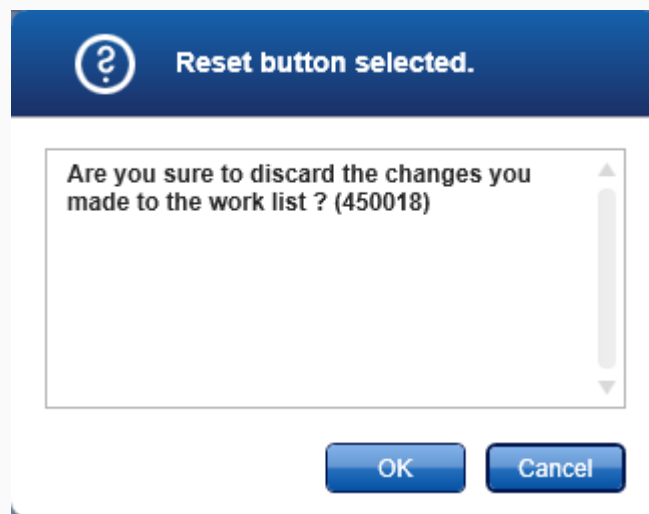 Reset button selected.
Are you sure to discard the changes you
made to the work list ? (450018)
OK
Cancel